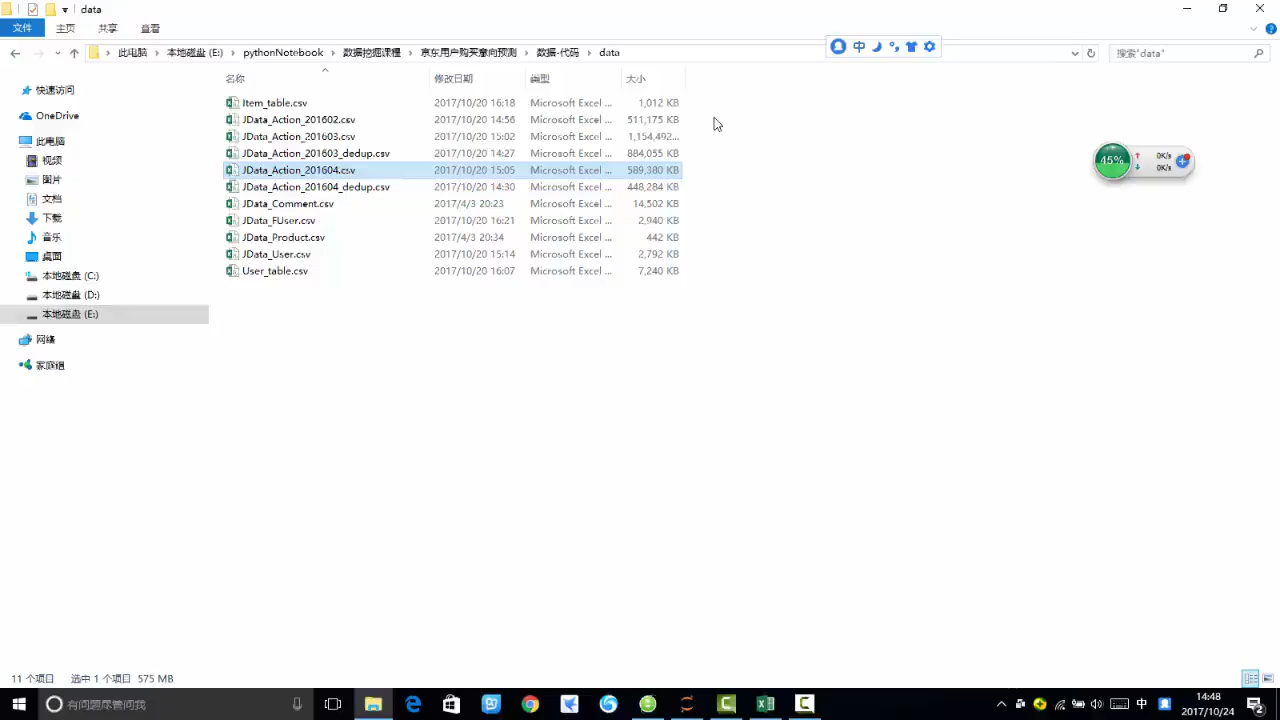 data
文件 主页 共享 查看
此电脑 本地磁盘 (E:) pythonNotebook 数据挖掘课程 京东用户购买意向预测 数据-代码 data
中
搜索"data"
名称 修改日期 类型 大小
Item_table.csv 2017/10/20 16:18 Microsoft Excel ... 1,012 KB
JData_Action_201602.csv 2017/10/20 14:56 Microsoft Excel ... 511,175 KB
JData_Action_201603.csv 2017/10/20 15:02 Microsoft Excel ... 1,154,492...
JData_Action_201603_dedup.csv 2017/10/20 14:27 Microsoft Excel ... 884,055 KB
JData_Action_201604.csv 2017/10/20 15:05 Microsoft Excel ... 589,380 KB
JData_Action_201604_dedup.csv 2017/10/20 14:30 Microsoft Excel ... 448,284 KB
JData_Comment.csv 2017/4/3 20:23 Microsoft Excel ... 14,502 KB
JData_FUser.csv 2017/10/20 16:21 Microsoft Excel ... 2,940 KB
JData_Product.csv 2017/4/3 20:34 Microsoft Excel ... 442 KB
JData_User.csv 2017/10/20 15:14 Microsoft Excel ... 2,792 KB
User_table.csv 2017/10/20 16:07 Microsoft Excel ... 7,240 KB
快速访问
OneDrive
此电脑
视频
图片
文档
下载
音乐
桌面
本地磁盘 (C:)
本地磁盘 (D:)
本地磁盘 (E:)
网络
家庭组
45%
0K/s
0K/s
11 个项目 选中 1 个项目 575 MB
有问题尽管问我
中
14:48
2017/10/24
2